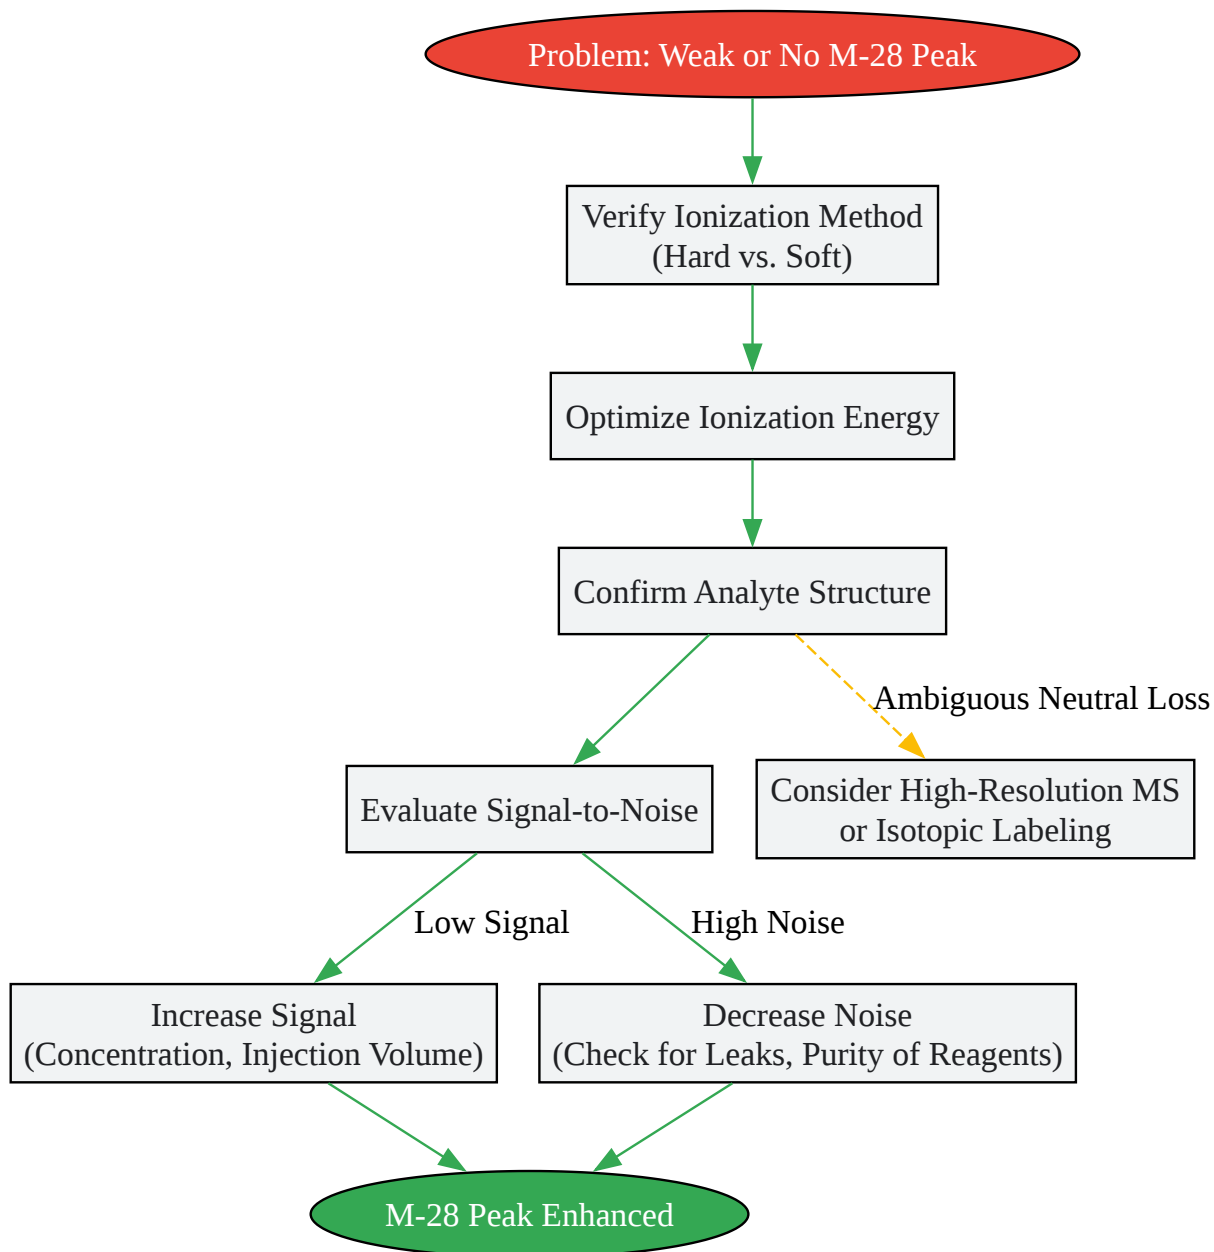 Problem: Weak or No M-28 Peak
Verify Ionization Method
(Hard vs. Soft)
Optimize Ionization Energy
Confirm Analyte Structure
Ambiguous Neutral Loss
Evaluate Signal-to-Noise
Consider High-Resolution MS
or Isotopic Labeling
Low Signal
High Noise
Increase Signal
(Concentration, Injection Volume)
Decrease Noise
(Check for Leaks, Purity of Reagents)
M-28 Peak Enhanced